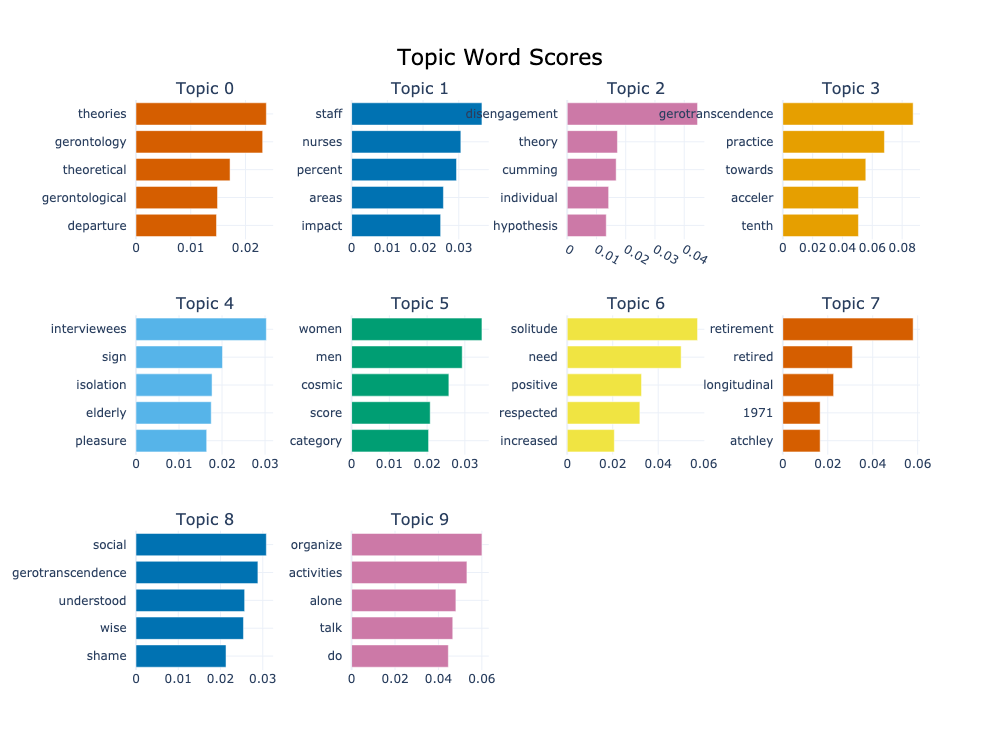 Topic Word Scores
Topic 0
theories
gerontology
theoretical
gerontological
departure
0 0.01 0.02
Topic 1
staff
nurses
percent
areas
impact
0 0.01 0.02 0.03
Topic 2
disengagement
theory
cumming
individual
hypothesis
0 0.01 0.02 0.03 0.04
Topic 3
gerotranscendence
practice
towards
acceler
tenth
0 0.02 0.04 0.06 0.08
Topic 4
interviewees
sign
isolation
elderly
pleasure
0 0.01 0.02 0.03
Topic 5
women
men
cosmic
score
category
0 0.01 0.02 0.03
Topic 6
solitude
need
positive
respected
increased
0 0.02 0.04 0.06
Topic 7
retirement
retired
longitudinal
1971
atchley
0 0.02 0.04 0.06
Topic 8
social
gerotranscendence
understood
wise
shame
0 0.01 0.02 0.03
Topic 9
organize
activities
alone
talk
do
0 0.02 0.04 0.06